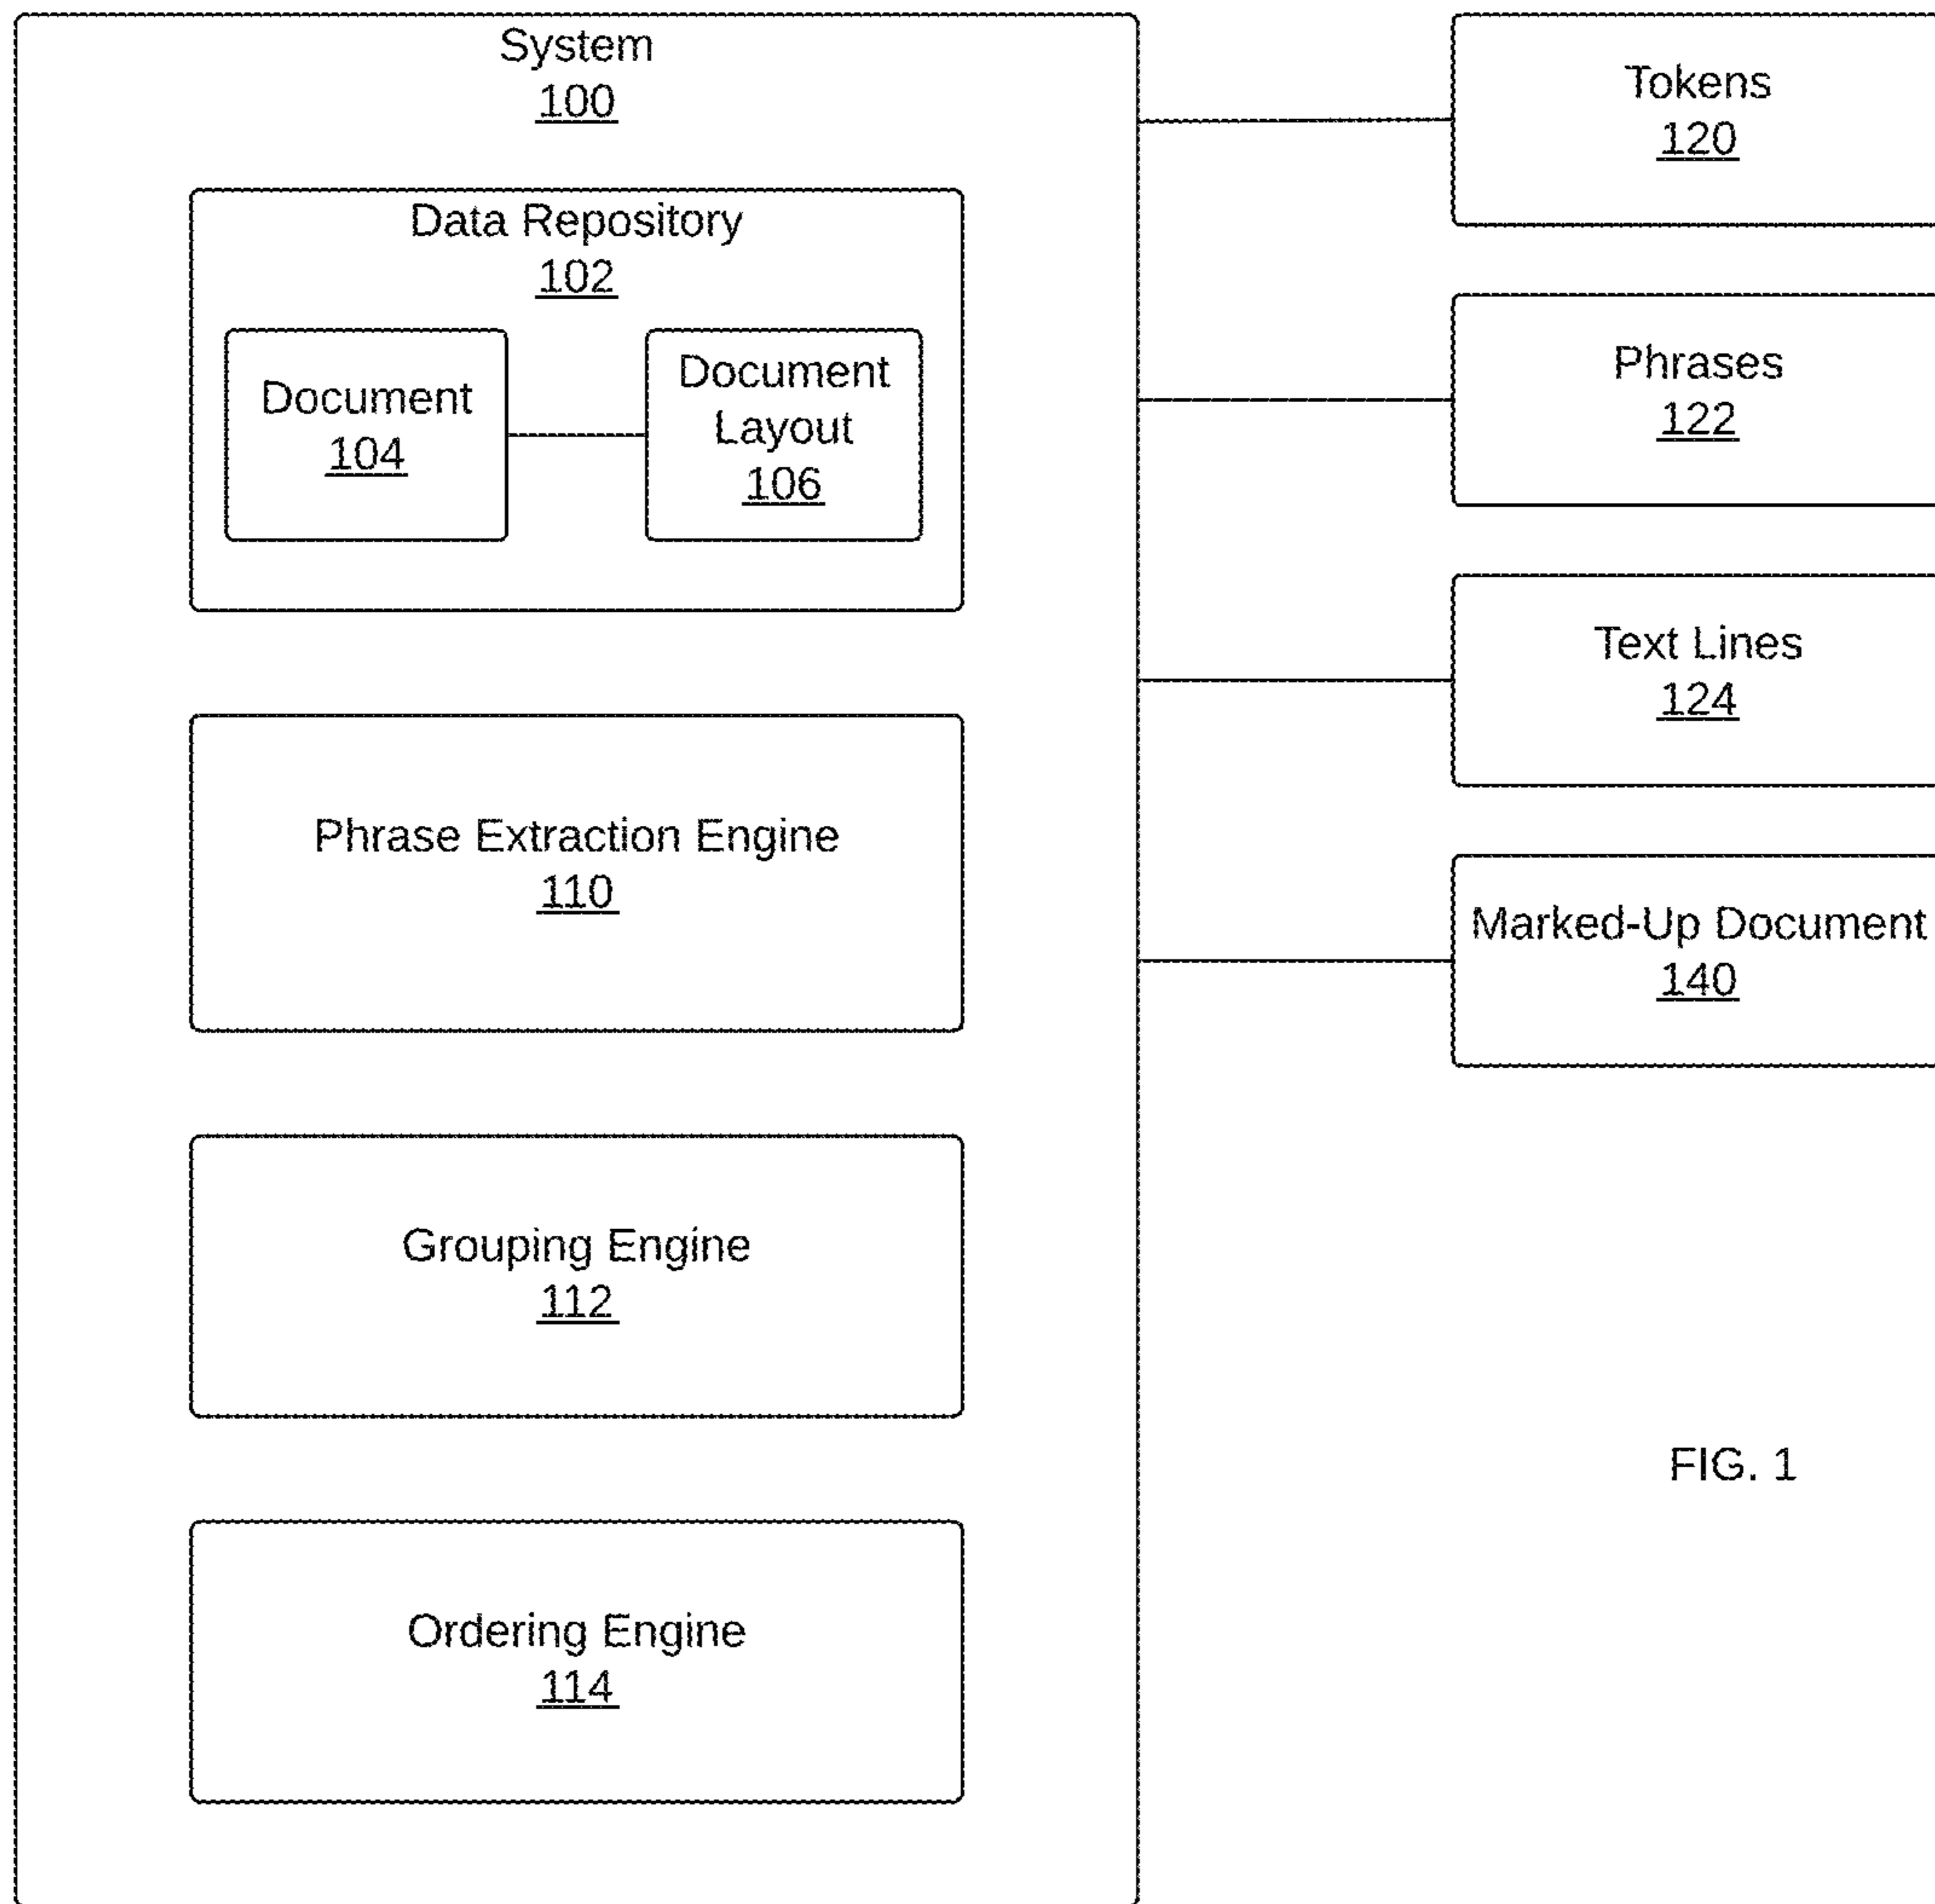 System
100
Data Repository
102
Document
104
Document
Layout
106
Phrase Extraction Engine
110
Grouping Engine
112
Ordering Engine
114
Tokens
120
Phrases
122
Text Lines
124
Marked-Up Document
140
FIG. 1